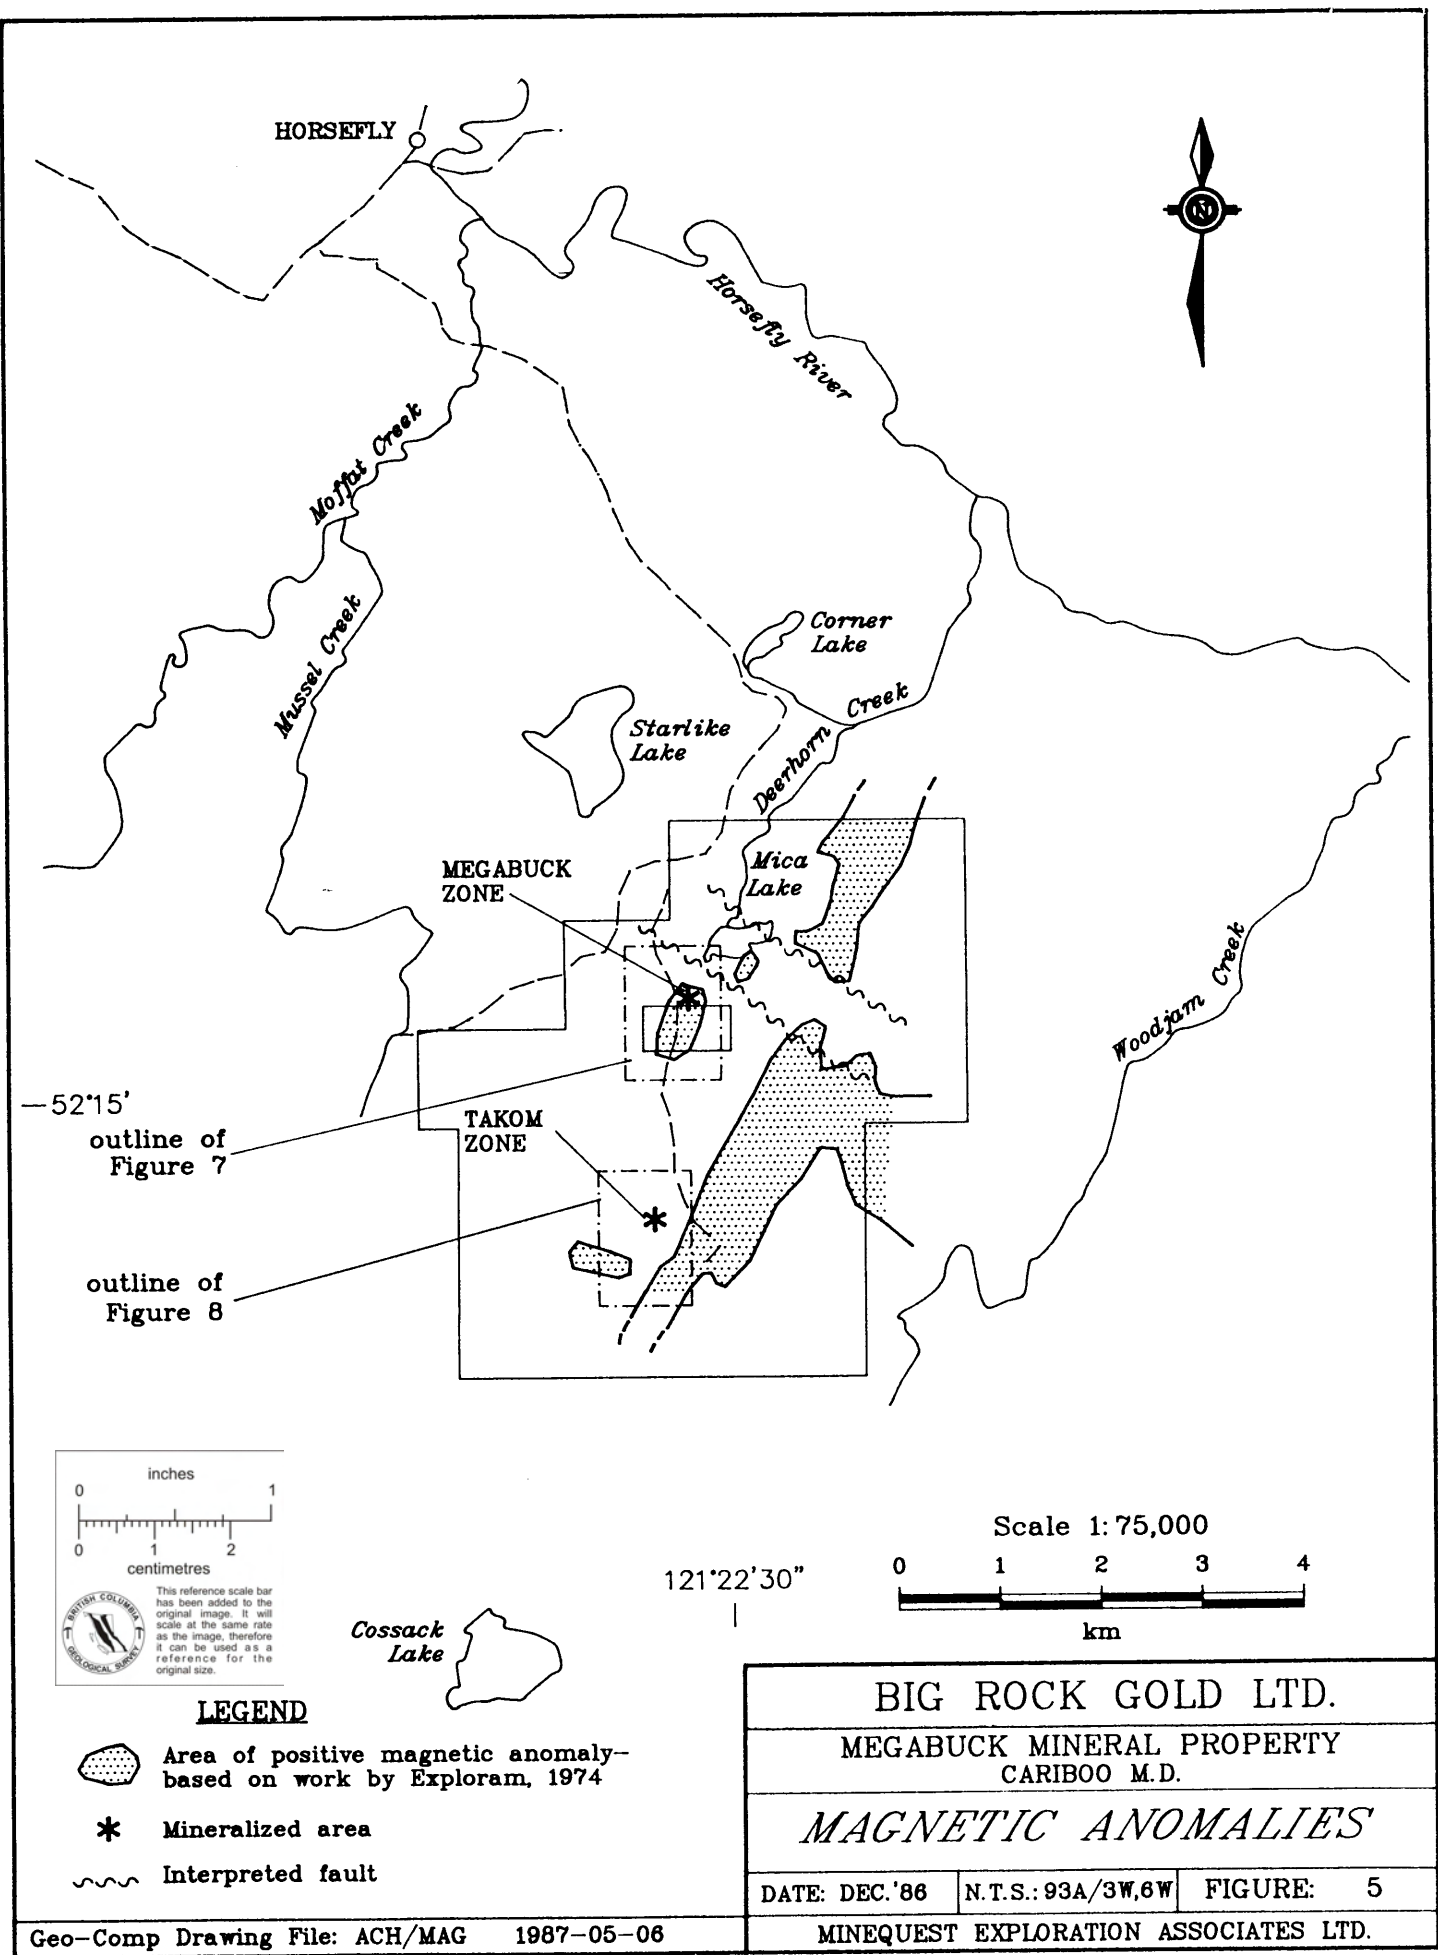 HORSEFLY
N
Horsefly River
Moffat Creek
Mussel Creek
Corner
Lake
Starlike
Lake
Deerhorn Creek
MEGABUCK
ZONE
Mica
Lake
Woodjam Creek
52°15'
outline of
Figure 7
TAKOM
ZONE
outline of
Figure 8
inches
0 1
0 1 2
centimetres
BRITISH COLUMBIA
GEOLOGICAL SURVEY
This reference scale bar
has been added to the
original image. It will
scale at the same rate
as the image, therefore
it can be used as a
reference for the
original size.
Scale 1:75,000
0 1 2 3 4
km
121°22'30"
Cossack
Lake
LEGEND
Area of positive magnetic anomaly-
based on work by Exploram, 1974
Mineralized area
Interpreted fault
BIG ROCK GOLD LTD.
MEGABUCK MINERAL PROPERTY
CARIBOO M.D.
MAGNETIC ANOMALIES
DATE: DEC.'86 N.T.S.: 93A/3W,6W FIGURE: 5
Geo-Comp Drawing File: ACH/MAG 1987-05-06
MINEQUEST EXPLORATION ASSOCIATES LTD.